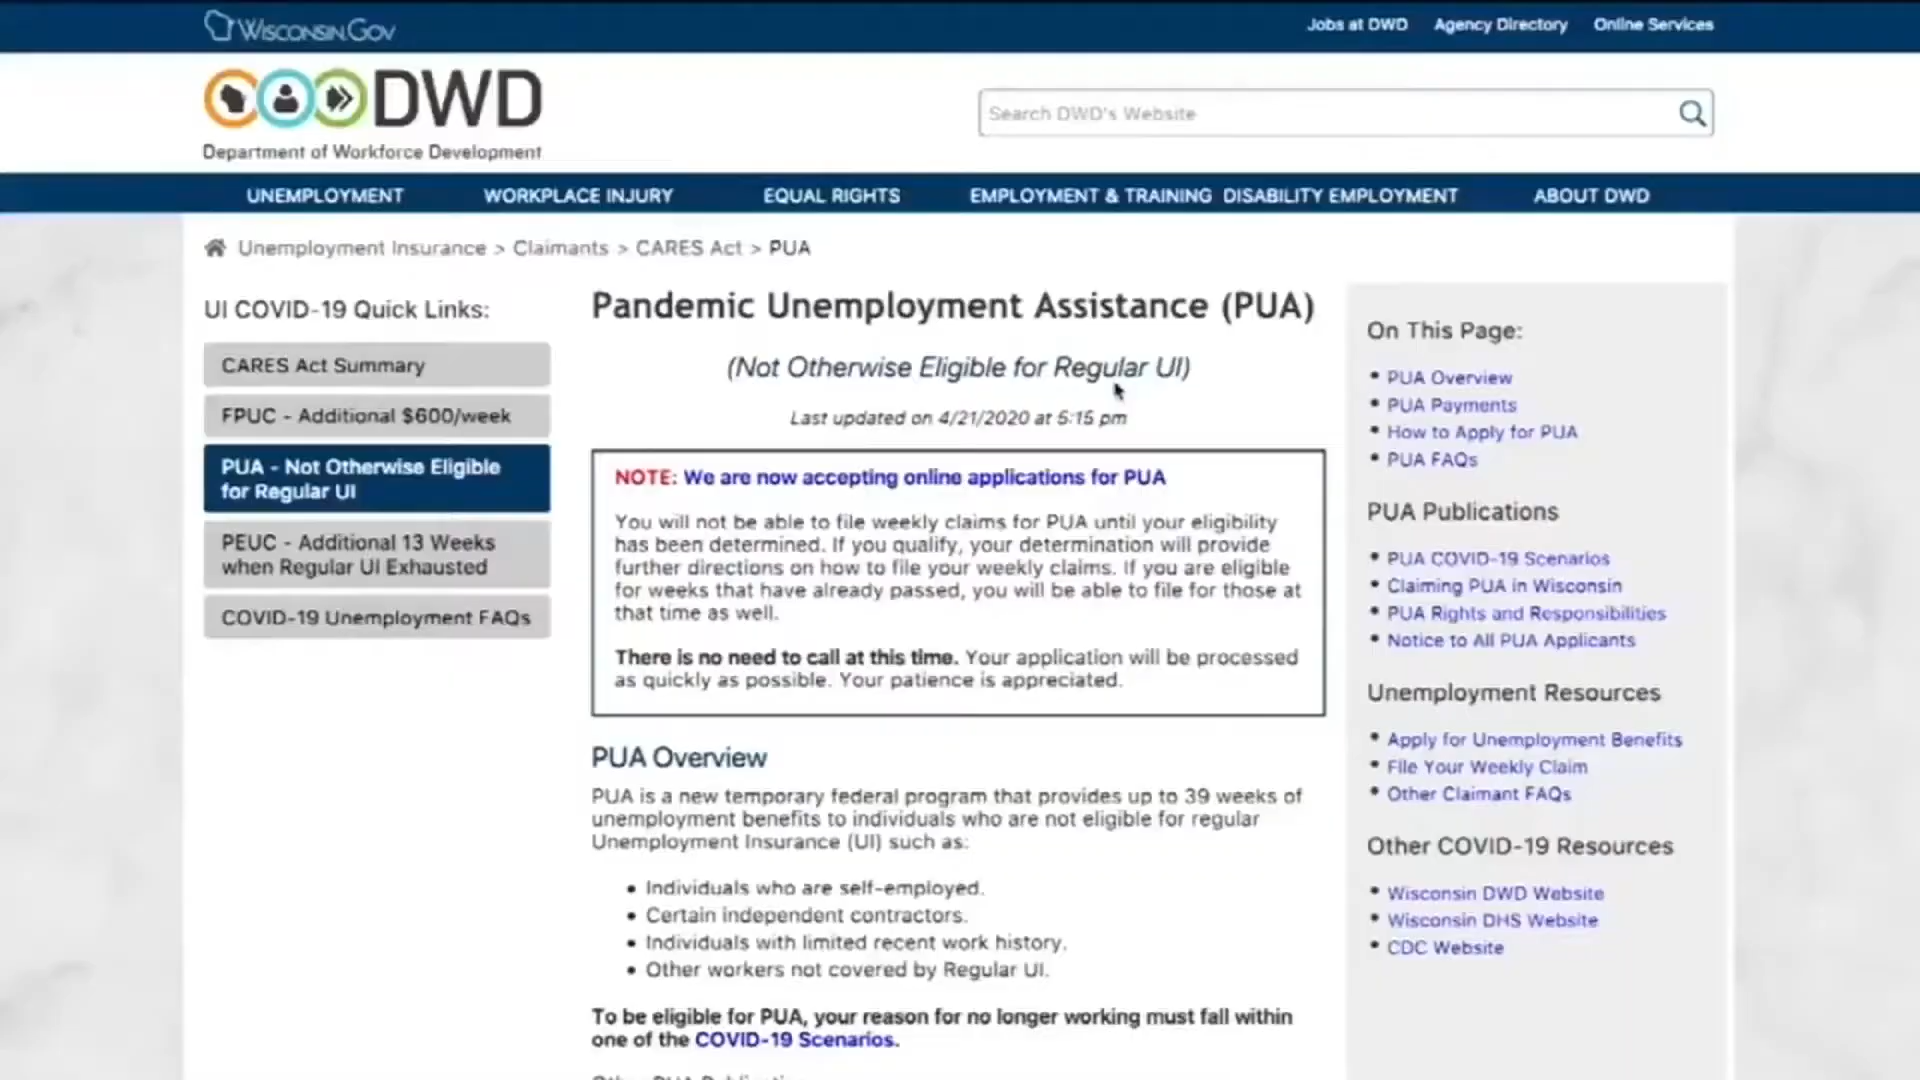 WISCONSIN.GOV
Jobs at DWD Agency Directory Online Services
DWD
Department of Workforce Development
Search DWD's Website
UNEMPLOYMENT WORKPLACE INJURY EQUAL RIGHTS EMPLOYMENT & TRAINING DISABILITY EMPLOYMENT ABOUT DWD
Unemployment Insurance > Claimants > CARES Act > PUA
UI COVID-19 Quick Links:
CARES Act Summary
FPUC - Additional $600/week
PUA - Not Otherwise Eligible
for Regular UI
PEUC - Additional 13 Weeks
when Regular UI Exhausted
COVID-19 Unemployment FAQs
Pandemic Unemployment Assistance (PUA)
(Not Otherwise Eligible for Regular UI)
Last updated on 4/21/2020 at 5:15 pm
NOTE: We are now accepting online applications for PUA
You will not be able to file weekly claims for PUA until your eligibility
has been determined. If you qualify, your determination will provide
further directions on how to file your weekly claims. If you are eligible
for weeks that have already passed, you will be able to file for those at
that time as well.
There is no need to call at this time. Your application will be processed
as quickly as possible. Your patience is appreciated.
PUA Overview
PUA is a new temporary federal program that provides up to 39 weeks of
unemployment benefits to individuals who are not eligible for regular
Unemployment Insurance (UI) such as:
• Individuals who are self-employed.
• Certain independent contractors.
• Individuals with limited recent work history.
• Other workers not covered by Regular UI.
To be eligible for PUA, your reason for no longer working must fall within
one of the COVID-19 Scenarios.
On This Page:
• PUA Overview
• PUA Payments
• How to Apply for PUA
• PUA FAQs
PUA Publications
• PUA COVID-19 Scenarios
• Claiming PUA in Wisconsin
• PUA Rights and Responsibilities
• Notice to All PUA Applicants
Unemployment Resources
• Apply for Unemployment Benefits
• File Your Weekly Claim
• Other Claimant FAQs
Other COVID-19 Resources
• Wisconsin DWD Website
• Wisconsin DHS Website
• CDC Website